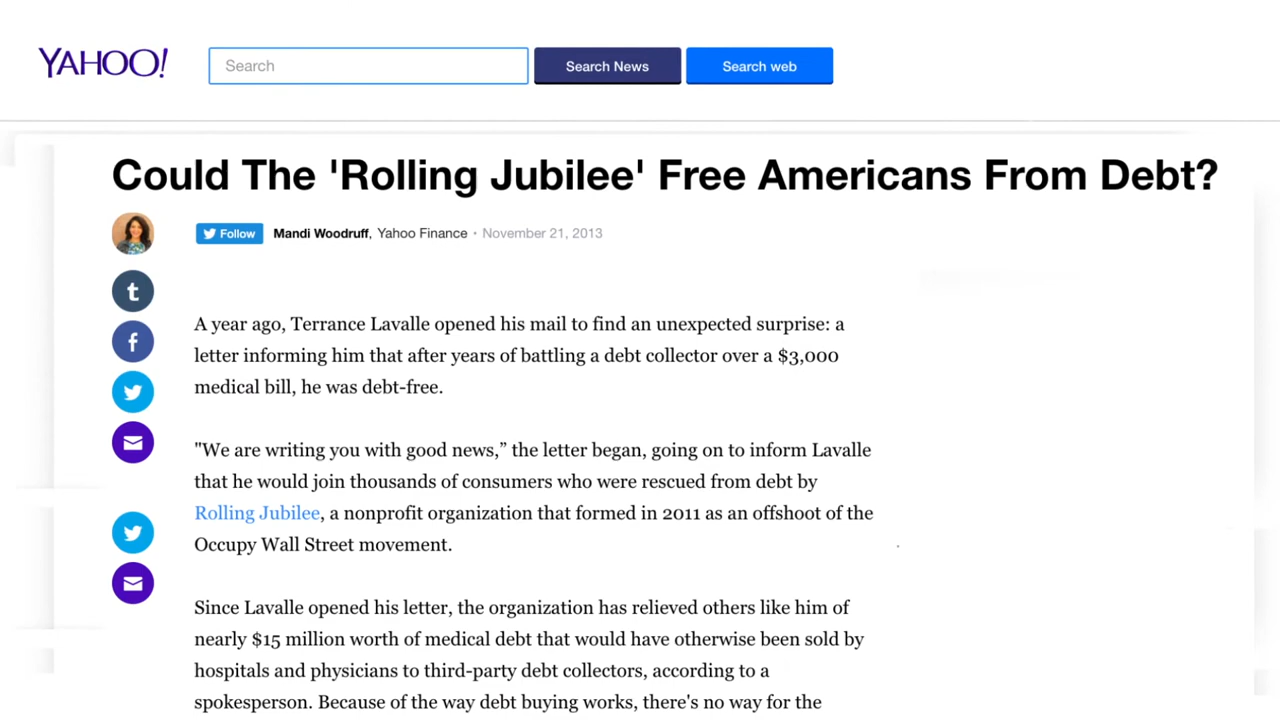 YAHOO!
Search
Search News
Search web
Could The 'Rolling Jubilee' Free Americans From Debt?
Follow
Mandi Woodruff, Yahoo Finance • November 21, 2013
A year ago, Terrance Lavalle opened his mail to find an unexpected surprise: a
letter informing him that after years of battling a debt collector over a $3,000
medical bill, he was debt-free.
"We are writing you with good news,” the letter began, going on to inform Lavalle
that he would join thousands of consumers who were rescued from debt by
Rolling Jubilee, a nonprofit organization that formed in 2011 as an offshoot of the
Occupy Wall Street movement.
Since Lavalle opened his letter, the organization has relieved others like him of
nearly $15 million worth of medical debt that would have otherwise been sold by
hospitals and physicians to third-party debt collectors, according to a
spokesperson. Because of the way debt buying works, there's no way for the